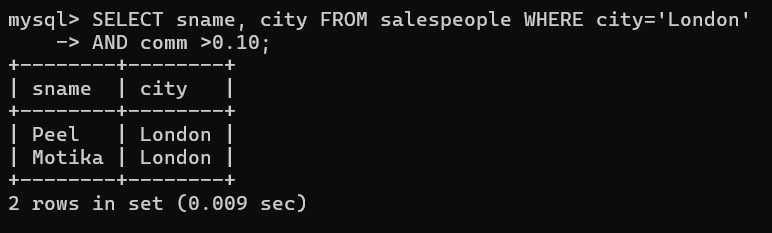 mysql> SELECT sname, city FROM salespeople WHERE city='London'
    -> AND comm >0.10;
+--------+--------+
| sname  | city   |
+--------+--------+
| Peel   | London |
| Motika | London |
+--------+--------+
2 rows in set (0.009 sec)